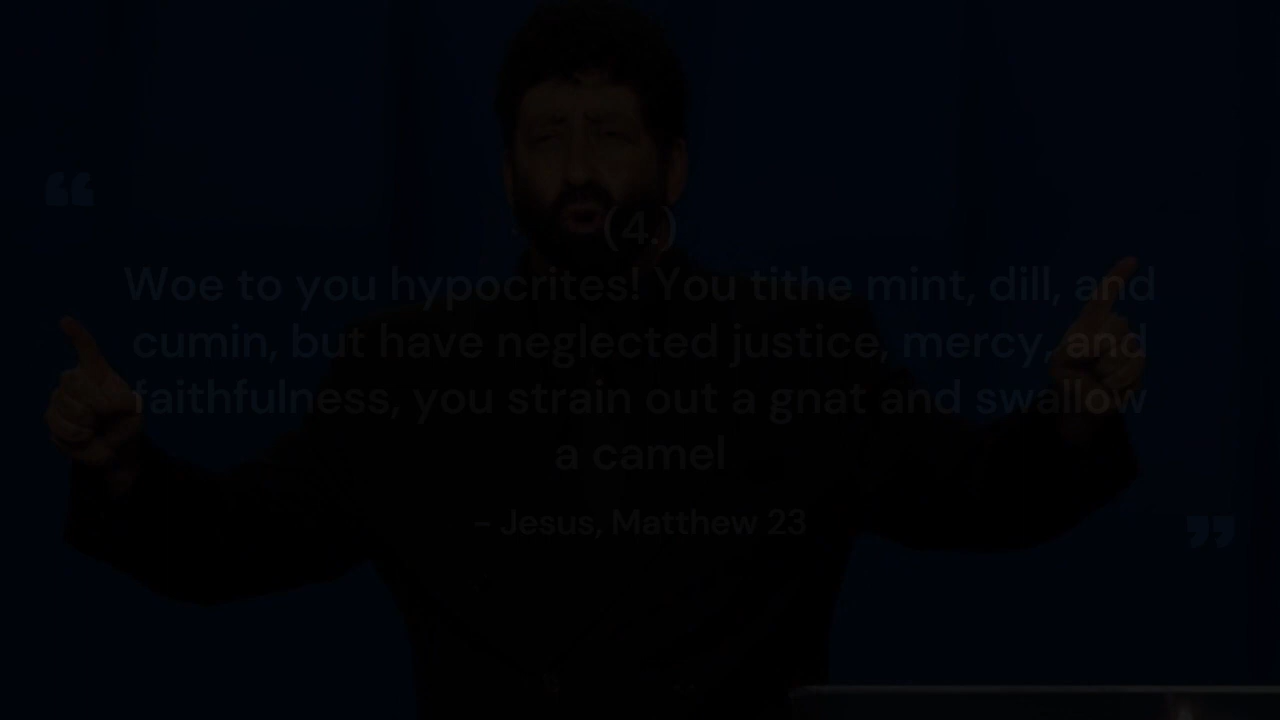 “
(4.)
Woe to you hypocrites! You tithe mint, dill, and
cumin, but have neglected justice, mercy, and
faithfulness, you strain out a gnat and swallow
a camel
– Jesus, Matthew 23
”